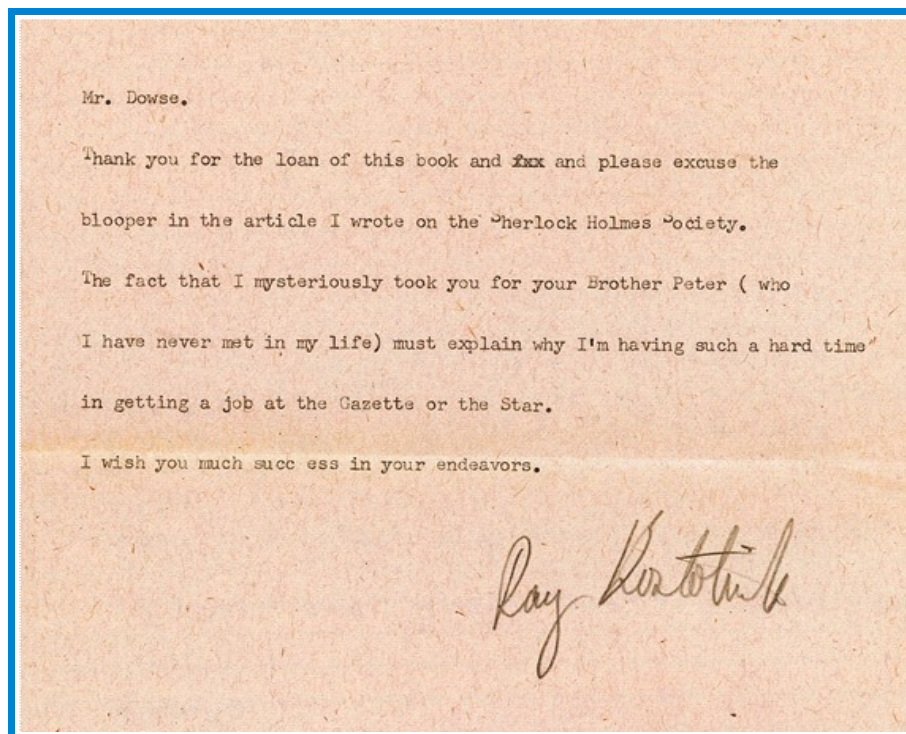 Mr. Dowse.
Thank you for the loan of this book and fxx and please excuse the
blooper in the article I wrote on the Sherlock Holmes Society.
The fact that I mysteriously took you for your Brother Peter ( who
I have never met in my life) must explain why I'm having such a hard time
in getting a job at the Gazette or the Star.
I wish you much succ ess in your endeavors.
Ray